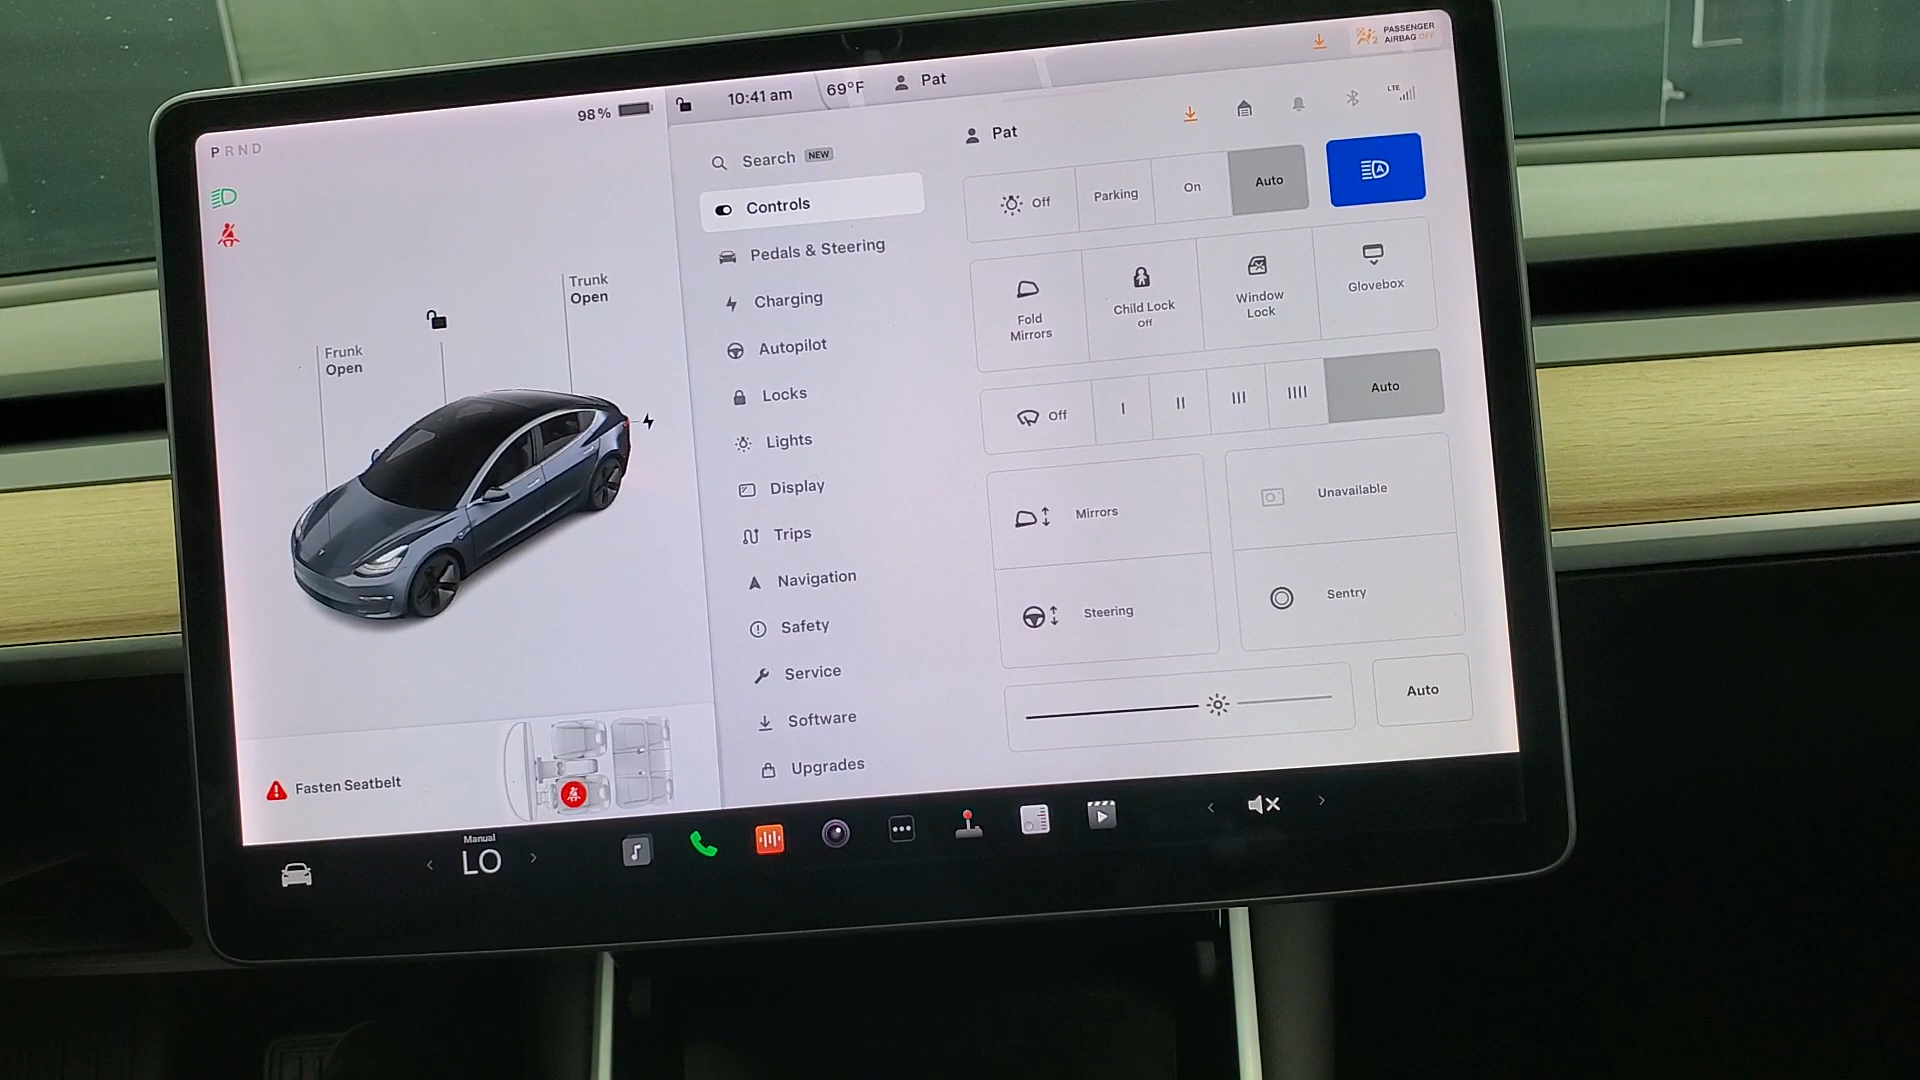 PRND
98%
10:41 am
69°F
Pat
PASSENGER
AIRBAG OFF
LTE
Frunk
Open
Trunk
Open
Fasten Seatbelt
Search NEW
Controls
Pedals & Steering
Charging
Autopilot
Locks
Lights
Display
Trips
Navigation
Safety
Service
Software
Upgrades
Pat
Off Parking On Auto
A
Fold
Mirrors
Child Lock
Off
Window
Lock
Glovebox
Off I II III IIII Auto
Mirrors
Unavailable
Steering
Sentry
Auto
Manual
LO